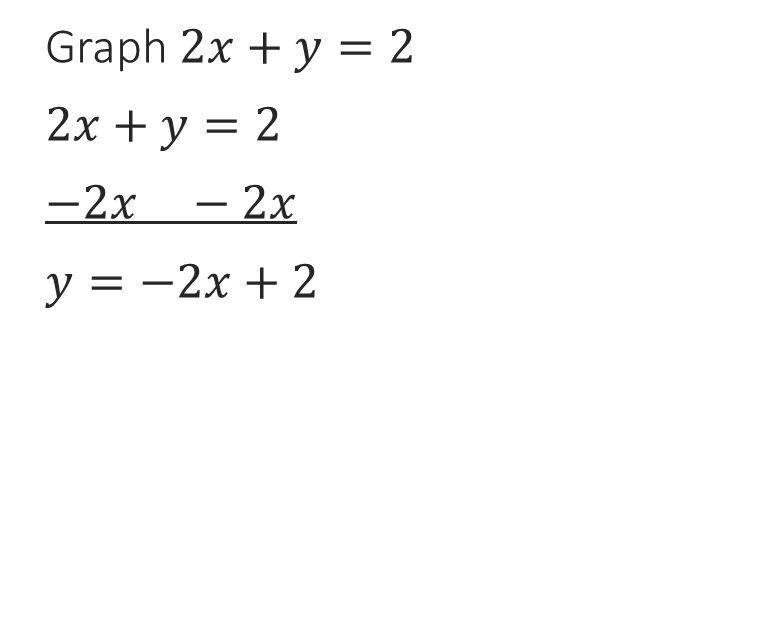 Graph 2x + y = 2
2x + y = 2
−2x − 2x
y = −2x + 2